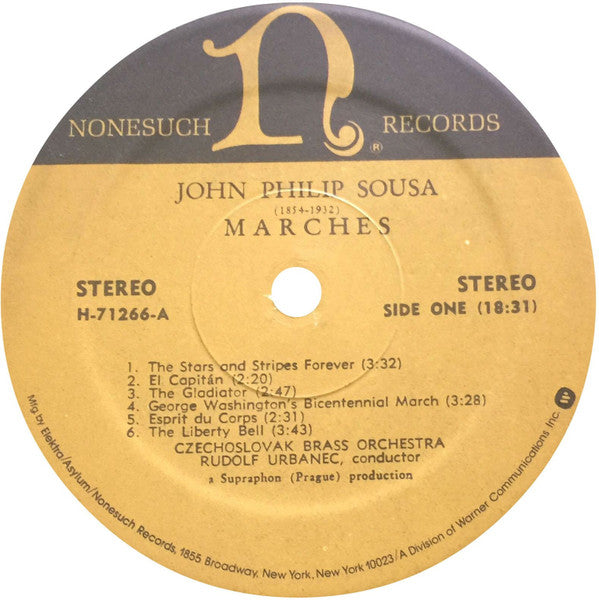 n
NONESUCH RECORDS
®
JOHN PHILIP SOUSA
(1854-1932)
MARCHES
STEREO
H-71266-A
STEREO
SIDE ONE (18:31)
1. The Stars and Stripes Forever (3:32)
2. El Capitán (2:20)
3. The Gladiator (2:47)
4. George Washington's Bicentennial March (3:28)
5. Esprit du Corps (2:31)
6. The Liberty Bell (3:43)
CZECHOSLOVAK BRASS ORCHESTRA
RUDOLF URBANEC, conductor
a Supraphon (Prague) production
Mfg by Elektra/Asylum/Nonesuch Records, 1855 Broadway, New York, New York 10023/A Division of Warner Communications Inc.